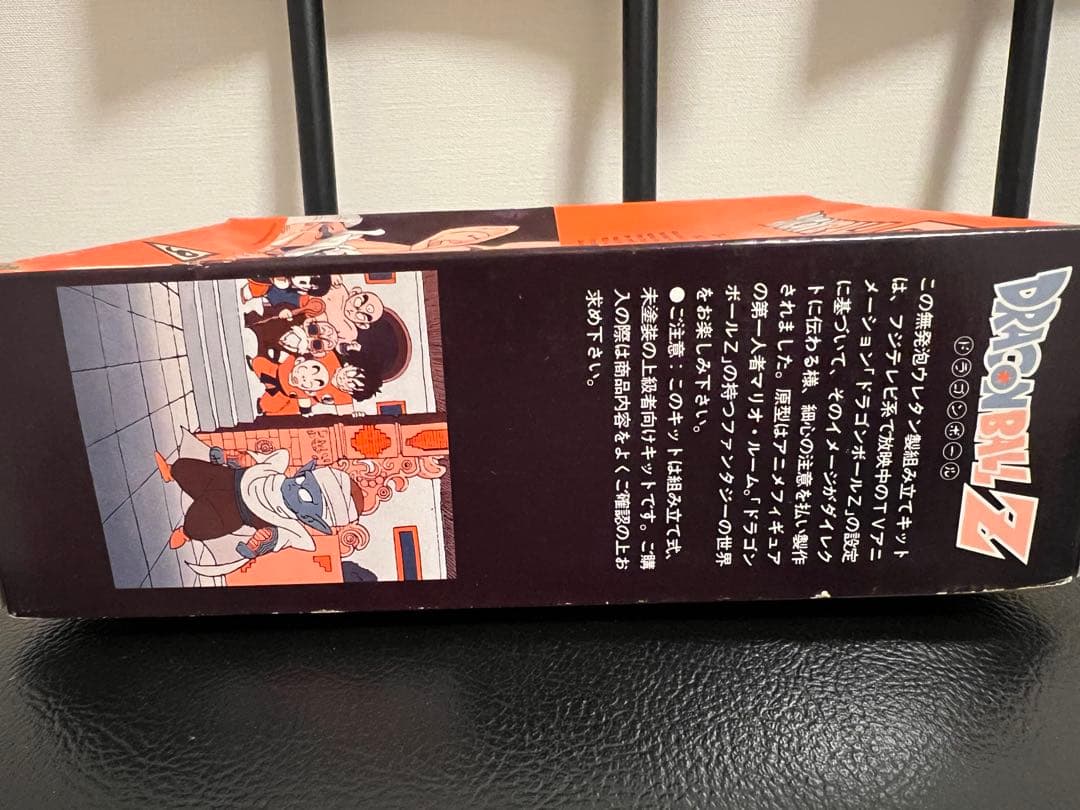 DRAGON BALL Z
ドラゴンボール
この無発泡ウレタン製組み立てキット
は、フジテレビ系で放映中のTVアニ
メーション「ドラゴンボールZ」の設定
に基づいて、そのイメージがダイレク
トに伝わる様、細心の注意を払い製作
されました。原型はアニメフィギュア
の第一人者マリオ・ルーム。「ドラゴン
ボールZ」の持つファンタジーの世界
をお楽しみ下さい。
●ご注意：このキットは組み立て式、
未塗装の上級者向けキットです。ご購
入の際は商品内容をよくご確認の上お
求め下さい。